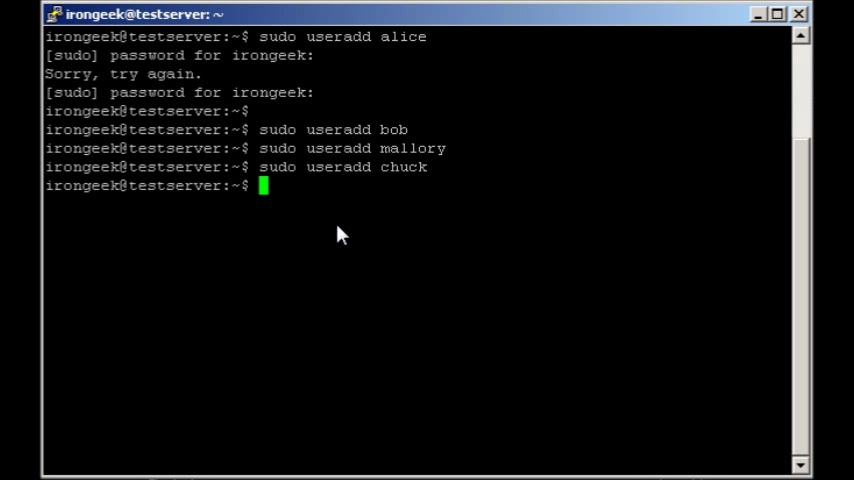 irongeek@testserver: ~
irongeek@testserver:~$ sudo useradd alice
[sudo] password for irongeek:
Sorry, try again.
[sudo] password for irongeek:
irongeek@testserver:~$
irongeek@testserver:~$ sudo useradd bob
irongeek@testserver:~$ sudo useradd mallory
irongeek@testserver:~$ sudo useradd chuck
irongeek@testserver:~$